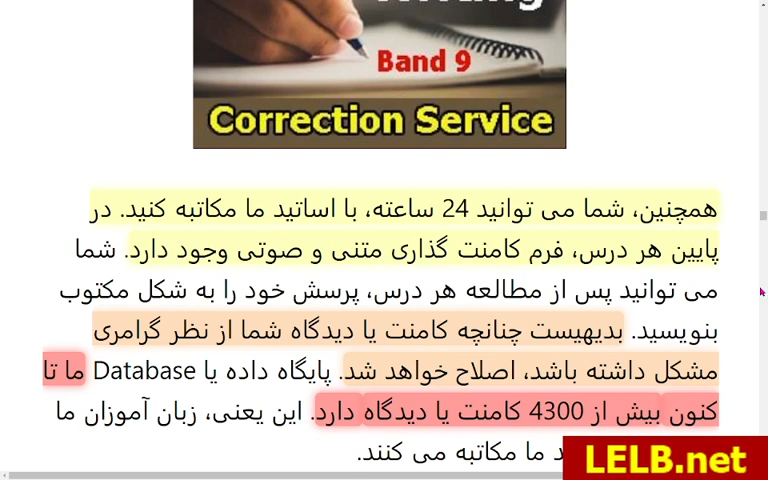 Band 9
Correction Service
همچنین، شما می توانید 24 ساعته، با اساتید ما مکاتبه کنید. در
پایین هر درس، فرم کامنت گذاری متنی و صوتی وجود دارد. شما
می توانید پس از مطالعه هر درس، پرسش خود را به شکل مکتوب
بنویسید. بدیهیست چنانچه کامنت یا دیدگاه شما از نظر گرامری
مشکل داشته باشد، اصلاح خواهد شد. پایگاه داده یا Database ما تا
کنون بیش از 4300 کامنت یا دیدگاه دارد. این یعنی، زبان آموزان ما
ما مکاتبه می کنند.
LELB.net